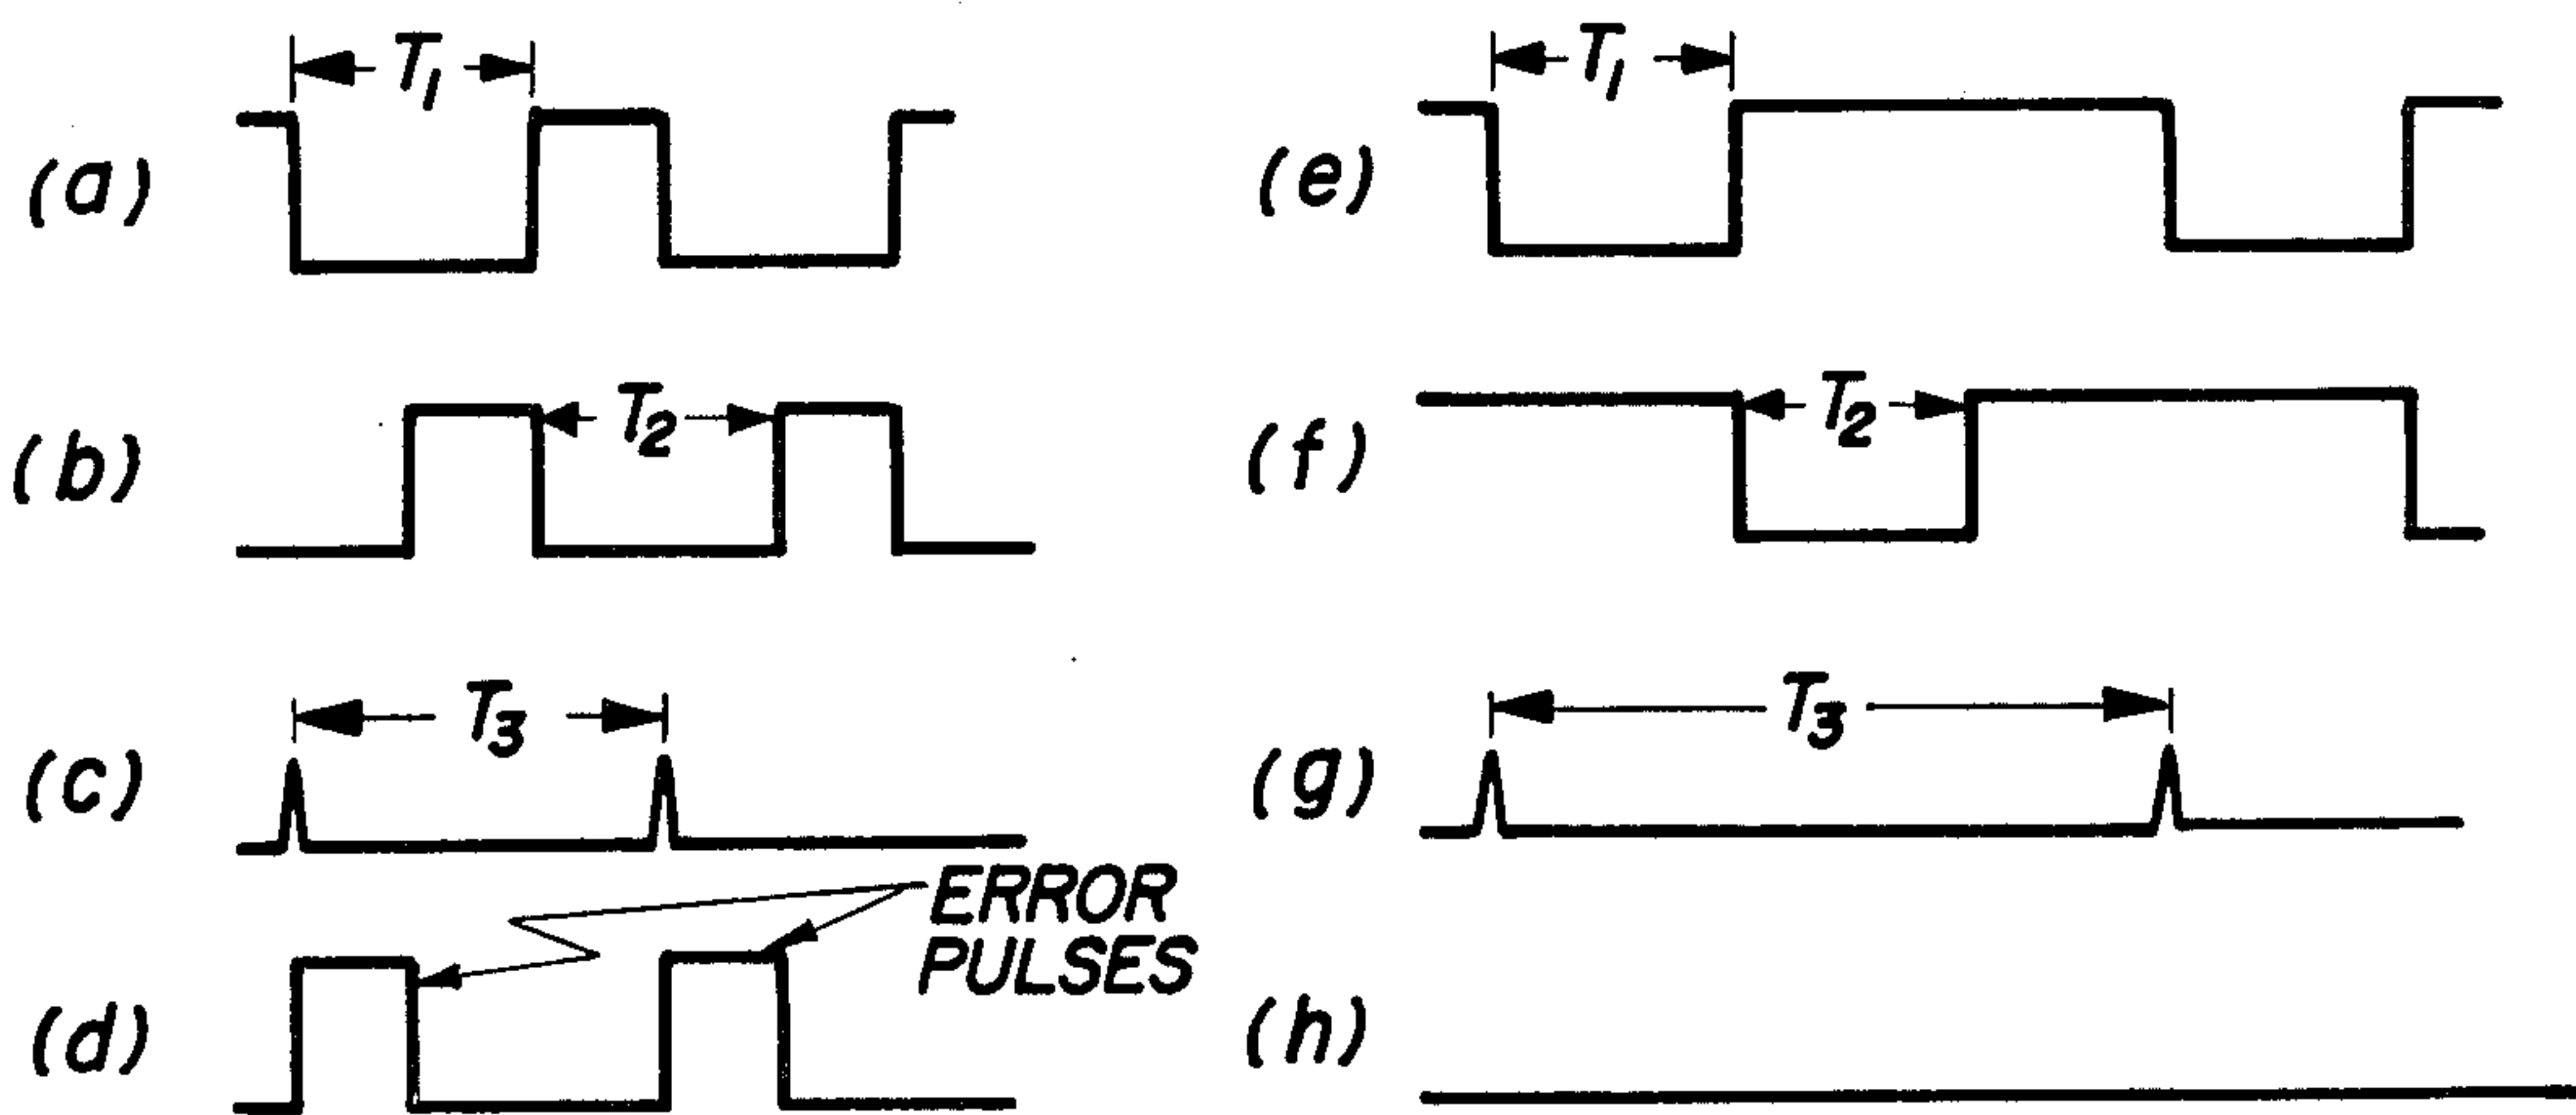 (a)
T1
(b)
T2
(c)
T3
(d)
ERROR
PULSES
(e)
T1
(f)
T2
(g)
T3
(h)